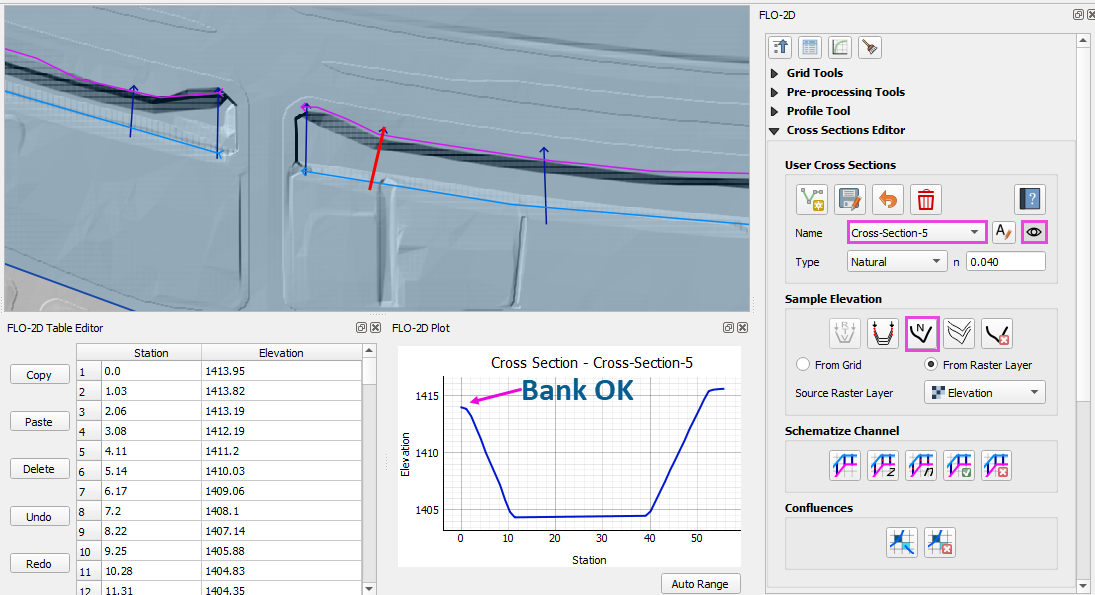 FLO-2D
Grid Tools
Pre-processing Tools
Profile Tool
Cross Sections Editor
User Cross Sections
Name Cross-Section-5 A
Type Natural n 0.040
Sample Elevation
R T V N
From Grid From Raster Layer
Source Raster Layer Elevation
Schematize Channel
z n
Confluences
FLO-2D Table Editor
Copy
Paste
Delete
Undo
Redo
Station Elevation
1 0.0 1413.95
2 1.03 1413.82
3 2.06 1413.19
4 3.08 1412.19
5 4.11 1411.2
6 5.14 1410.03
7 6.17 1409.06
8 7.2 1408.1
9 8.22 1407.14
10 9.25 1405.88
11 10.28 1404.83
12 11.31 1404.35
FLO-2D Plot
Cross Section - Cross-Section-5
Bank OK
1415
1410
1405
Elevation
0 10 20 30 40 50
Station
Auto Range